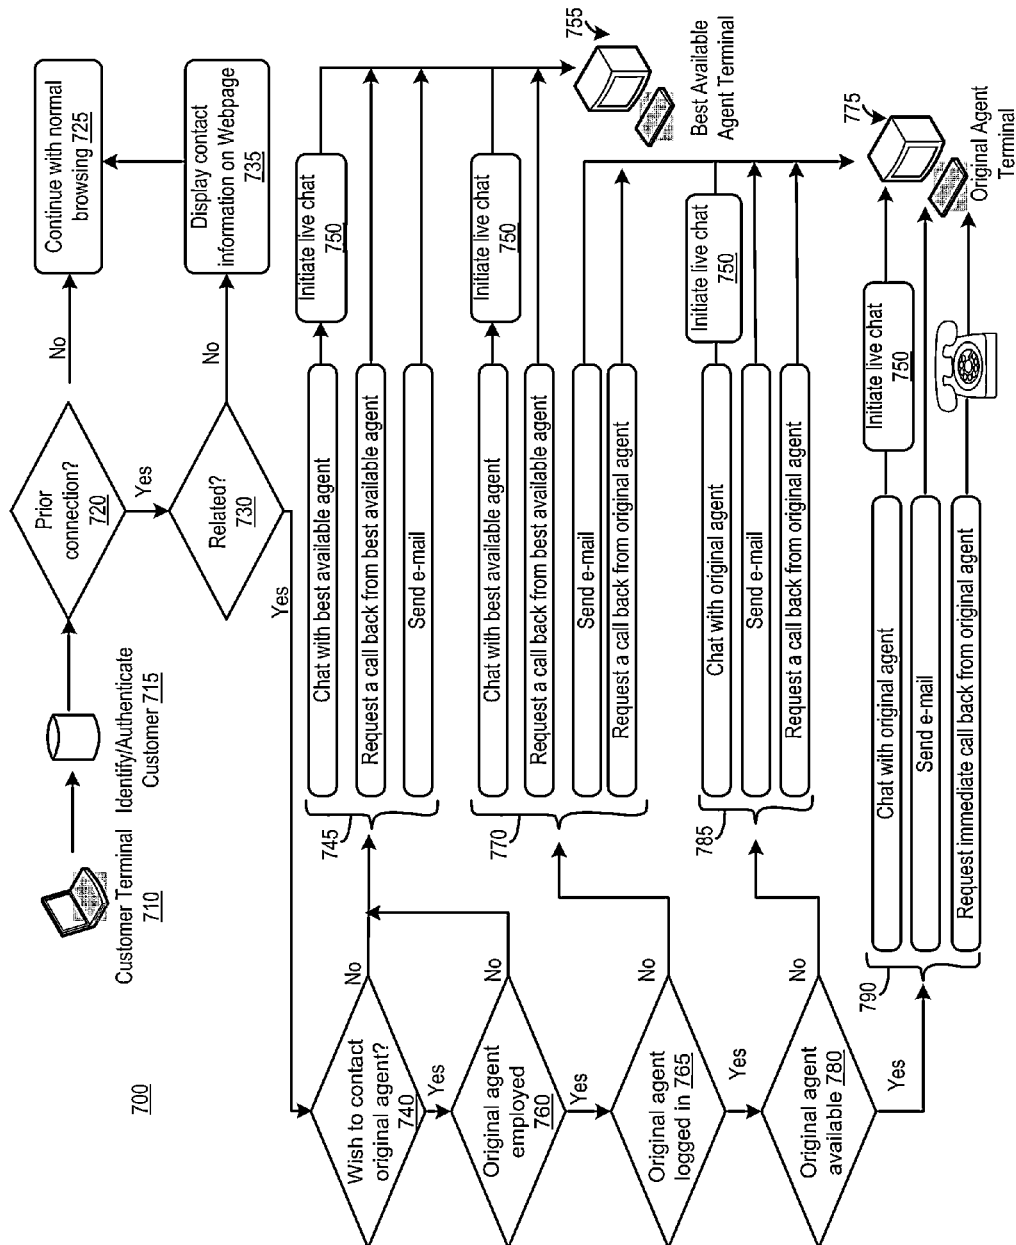 700
Customer Terminal
710
Identify/Authenticate
Customer 715
Prior
connection?
720
No
Continue with normal
browsing 725
Yes
Related?
730
No
Display contact
information on Webpage
735
Yes
Wish to contact
original agent?
740
No
745
Chat with best available agent
Initiate live chat
750
Request a call back from best available agent
Send e-mail
755
Best Available
Agent Terminal
Yes
Original agent
employed
760
No
Yes
Original agent
logged in 765
No
770
Chat with best available agent
Initiate live chat
750
Request a call back from best available agent
Send e-mail
Request a call back from original agent
Yes
Original agent
available 780
No
785
Chat with original agent
Initiate live chat
750
Send e-mail
Request a call back from original agent
775
Original Agent
Terminal
Yes
790
Chat with original agent
Initiate live chat
750
Send e-mail
Request immediate call back from original agent